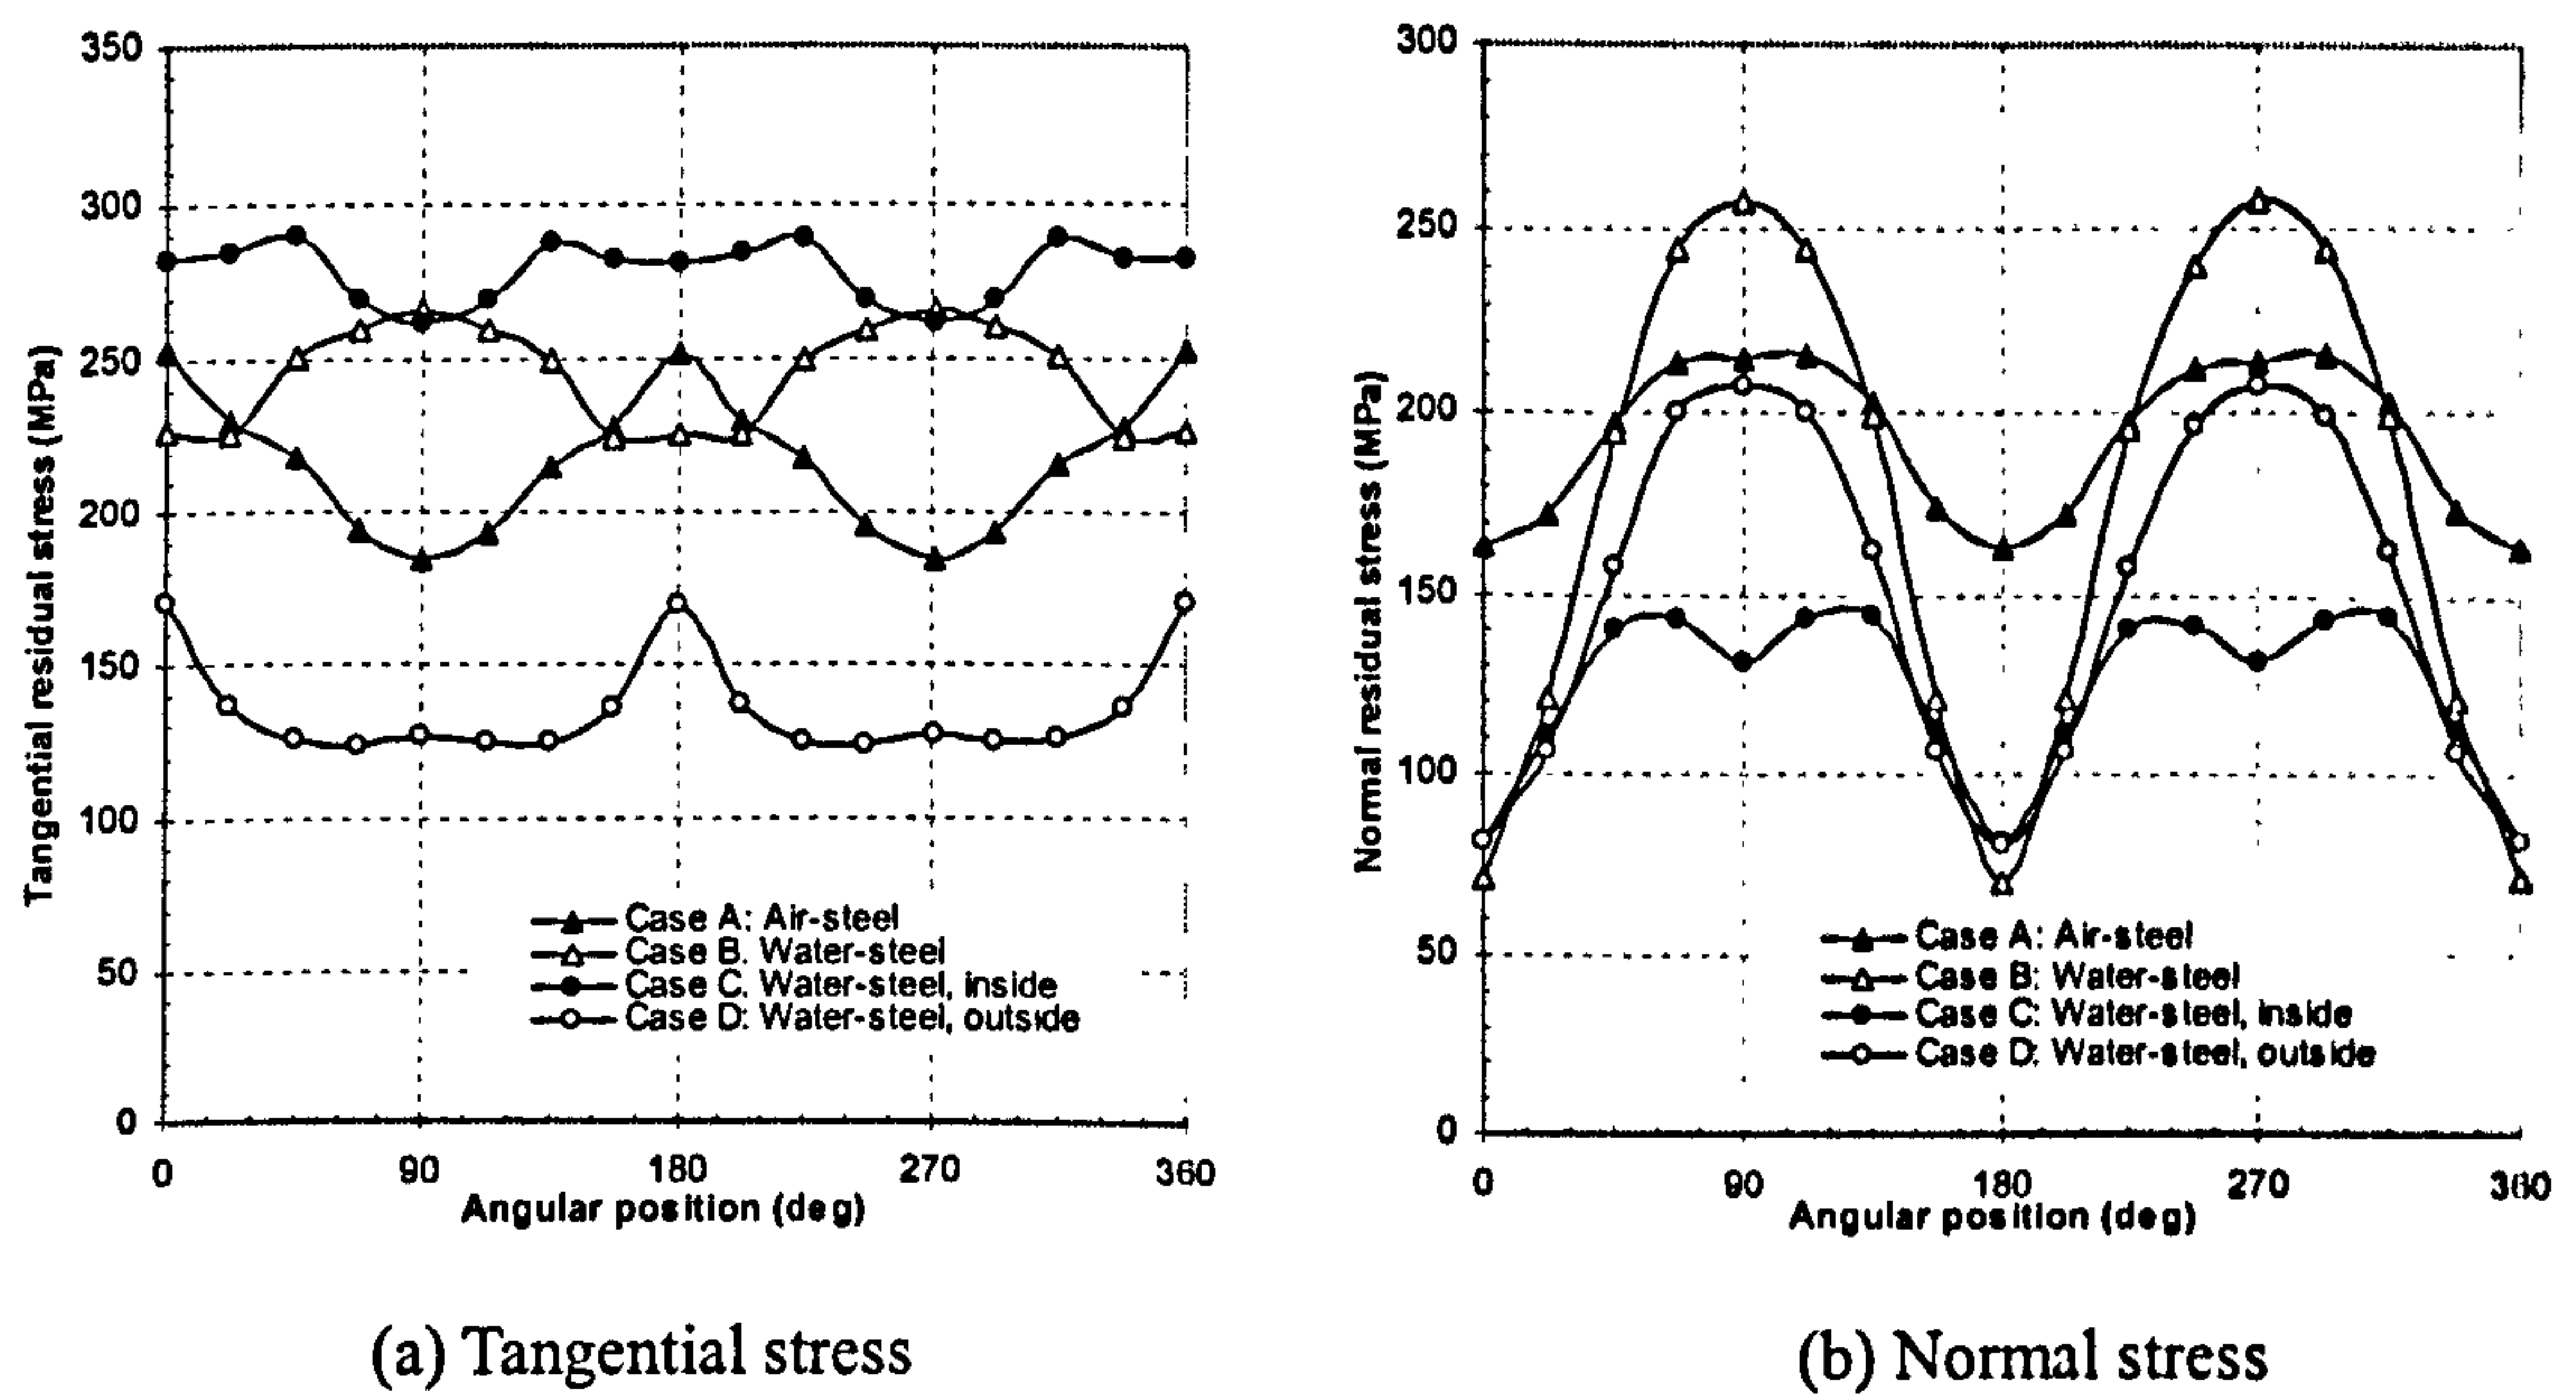 350
300
250
200
150
100
50
0
Tangential residual stress (MPa)
Case A: Air-steel
Case B. Water-steel
Case C. Water-steel, inside
Case D: Water-steel, outside
0 90 180 270 360
Angular position (deg)
(a) Tangential stress
300
250
200
150
100
50
0
Normal residual stress (MPa)
Case A: Air-steel
Case B: Water-steel
Case C: Water-steel, inside
Case D: Water-steel, outside
0 90 180 270 360
Angular position (deg)
(b) Normal stress